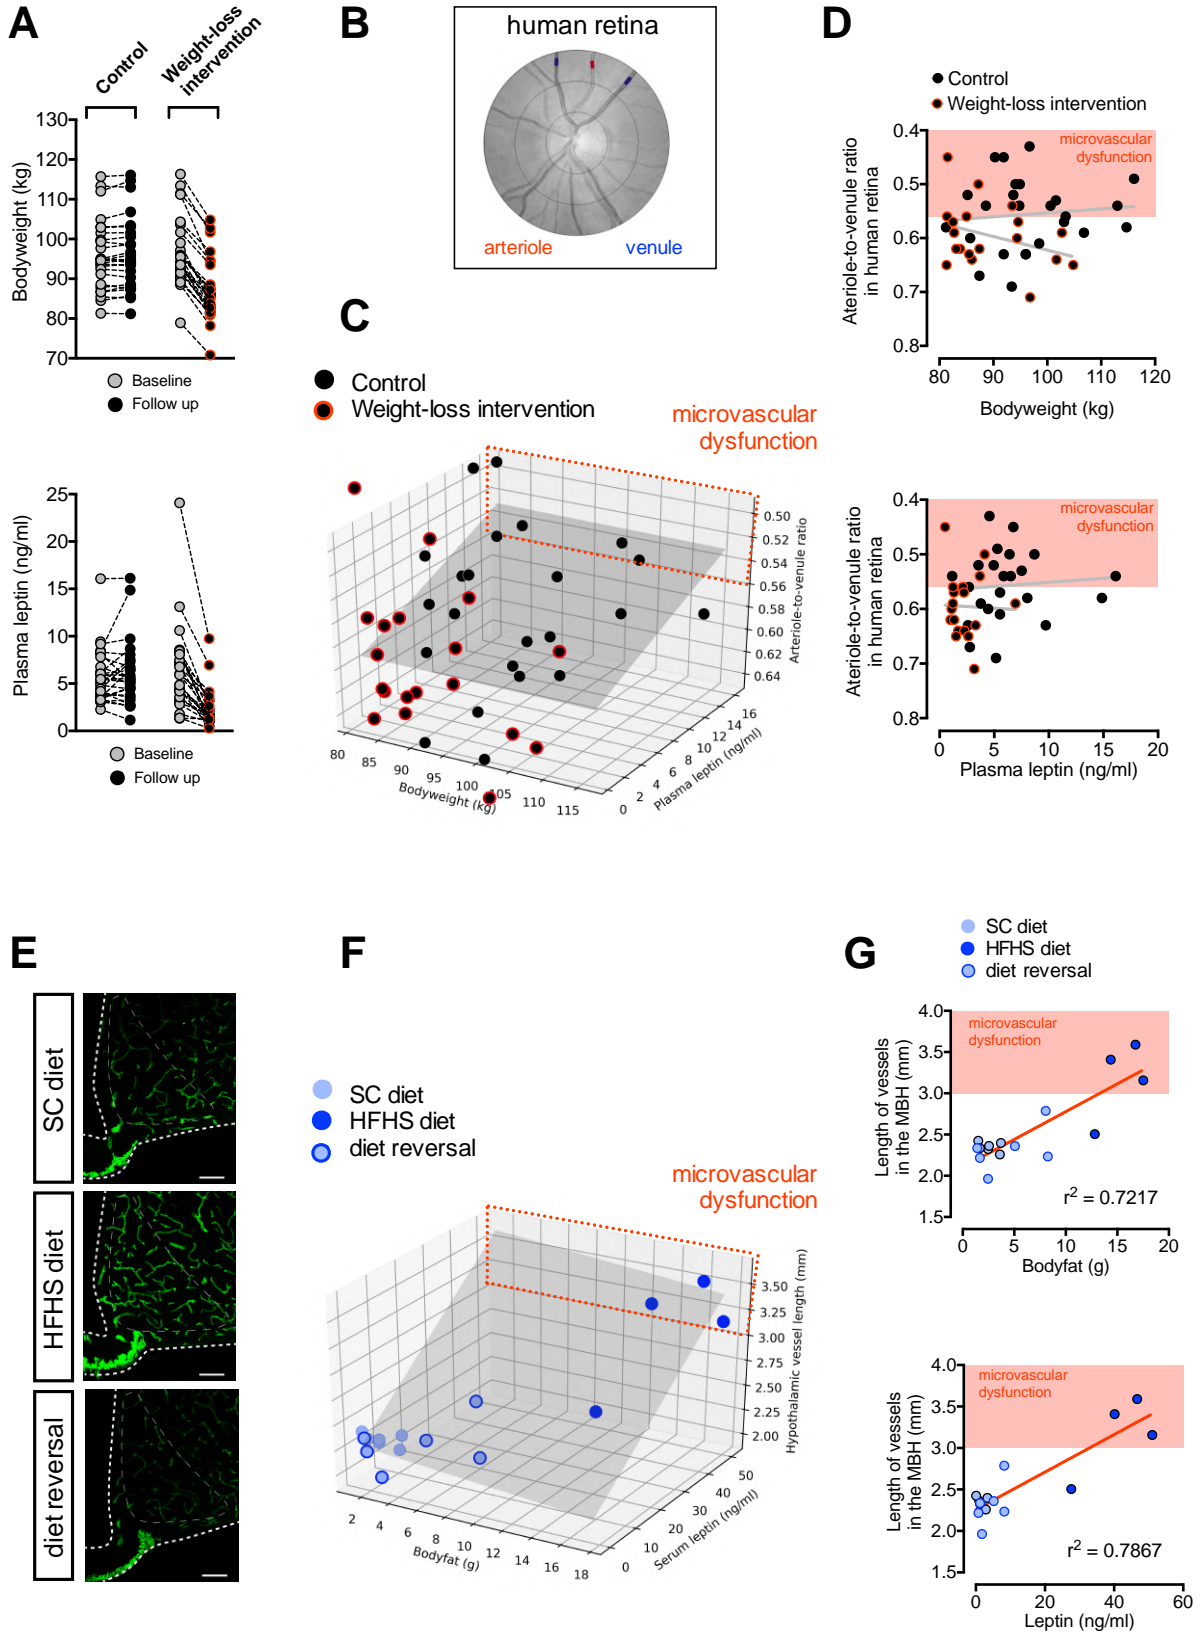 A
Control
Weight-loss
intervention
130
120
110
100
90
80
70
Bodyweight (kg)
Baseline
Follow up
25
20
15
10
5
0
Plasma leptin (ng/ml)
Baseline
Follow up
B
human retina
arteriole
venule
C
Control
Weight-loss intervention
microvascular
dysfunction
0.50
0.52
0.54
0.56
0.58
0.60
0.62
0.64
Arteriole-to-venule ratio
80
85
90
95
100
105
110
115
Bodyweight (kg)
0
2
4
6
8
10
12
14
16
Plasma leptin (ng/ml)
D
Control
Weight-loss intervention
microvascular
dysfunction
0.4
0.5
0.6
0.7
0.8
Ateriole-to-venule ratio
in human retina
80
90
100
110
120
Bodyweight (kg)
microvascular
dysfunction
0.4
0.5
0.6
0.7
0.8
Ateriole-to-venule ratio
in human retina
0
5
10
15
20
Plasma leptin (ng/ml)
E
SC diet
HFHS diet
diet reversal
F
SC diet
HFHS diet
diet reversal
microvascular
dysfunction
3.50
3.25
3.00
2.75
2.50
2.25
2.00
Hypothalamic vessel length (mm)
2
4
6
8
10
12
14
16
18
Bodyfat (g)
0
10
20
30
40
50
Serum leptin (ng/ml)
G
SC diet
HFHS diet
diet reversal
microvascular
dysfunction
4.0
3.5
3.0
2.5
2.0
1.5
Length of vessels
in the MBH (mm)
r² = 0.7217
0
5
10
15
20
Bodyfat (g)
microvascular
dysfunction
4.0
3.5
3.0
2.5
2.0
1.5
Length of vessels
in the MBH (mm)
r² = 0.7867
0
20
40
60
Leptin (ng/ml)